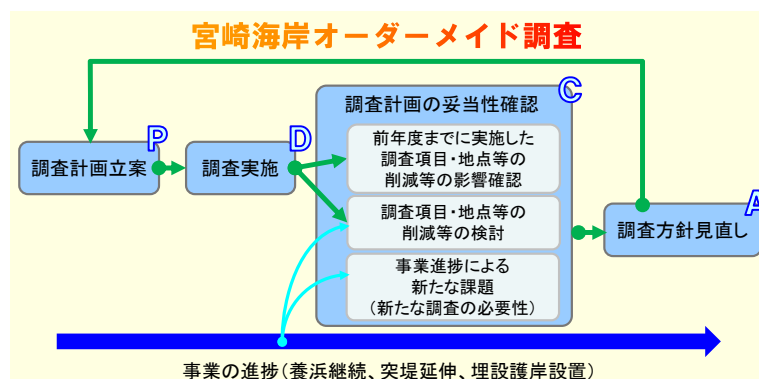 宮崎海岸オーダーメイド調査
P
調査計画立案
D
調査実施
C
調査計画の妥当性確認
前年度までに実施した
調査項目・地点等の
削減等の影響確認
調査項目・地点等の
削減等の検討
事業進捗による
新たな課題
(新たな調査の必要性)
A
調査方針見直し
事業の進捗(養浜継続、突堤延伸、埋設護岸設置)